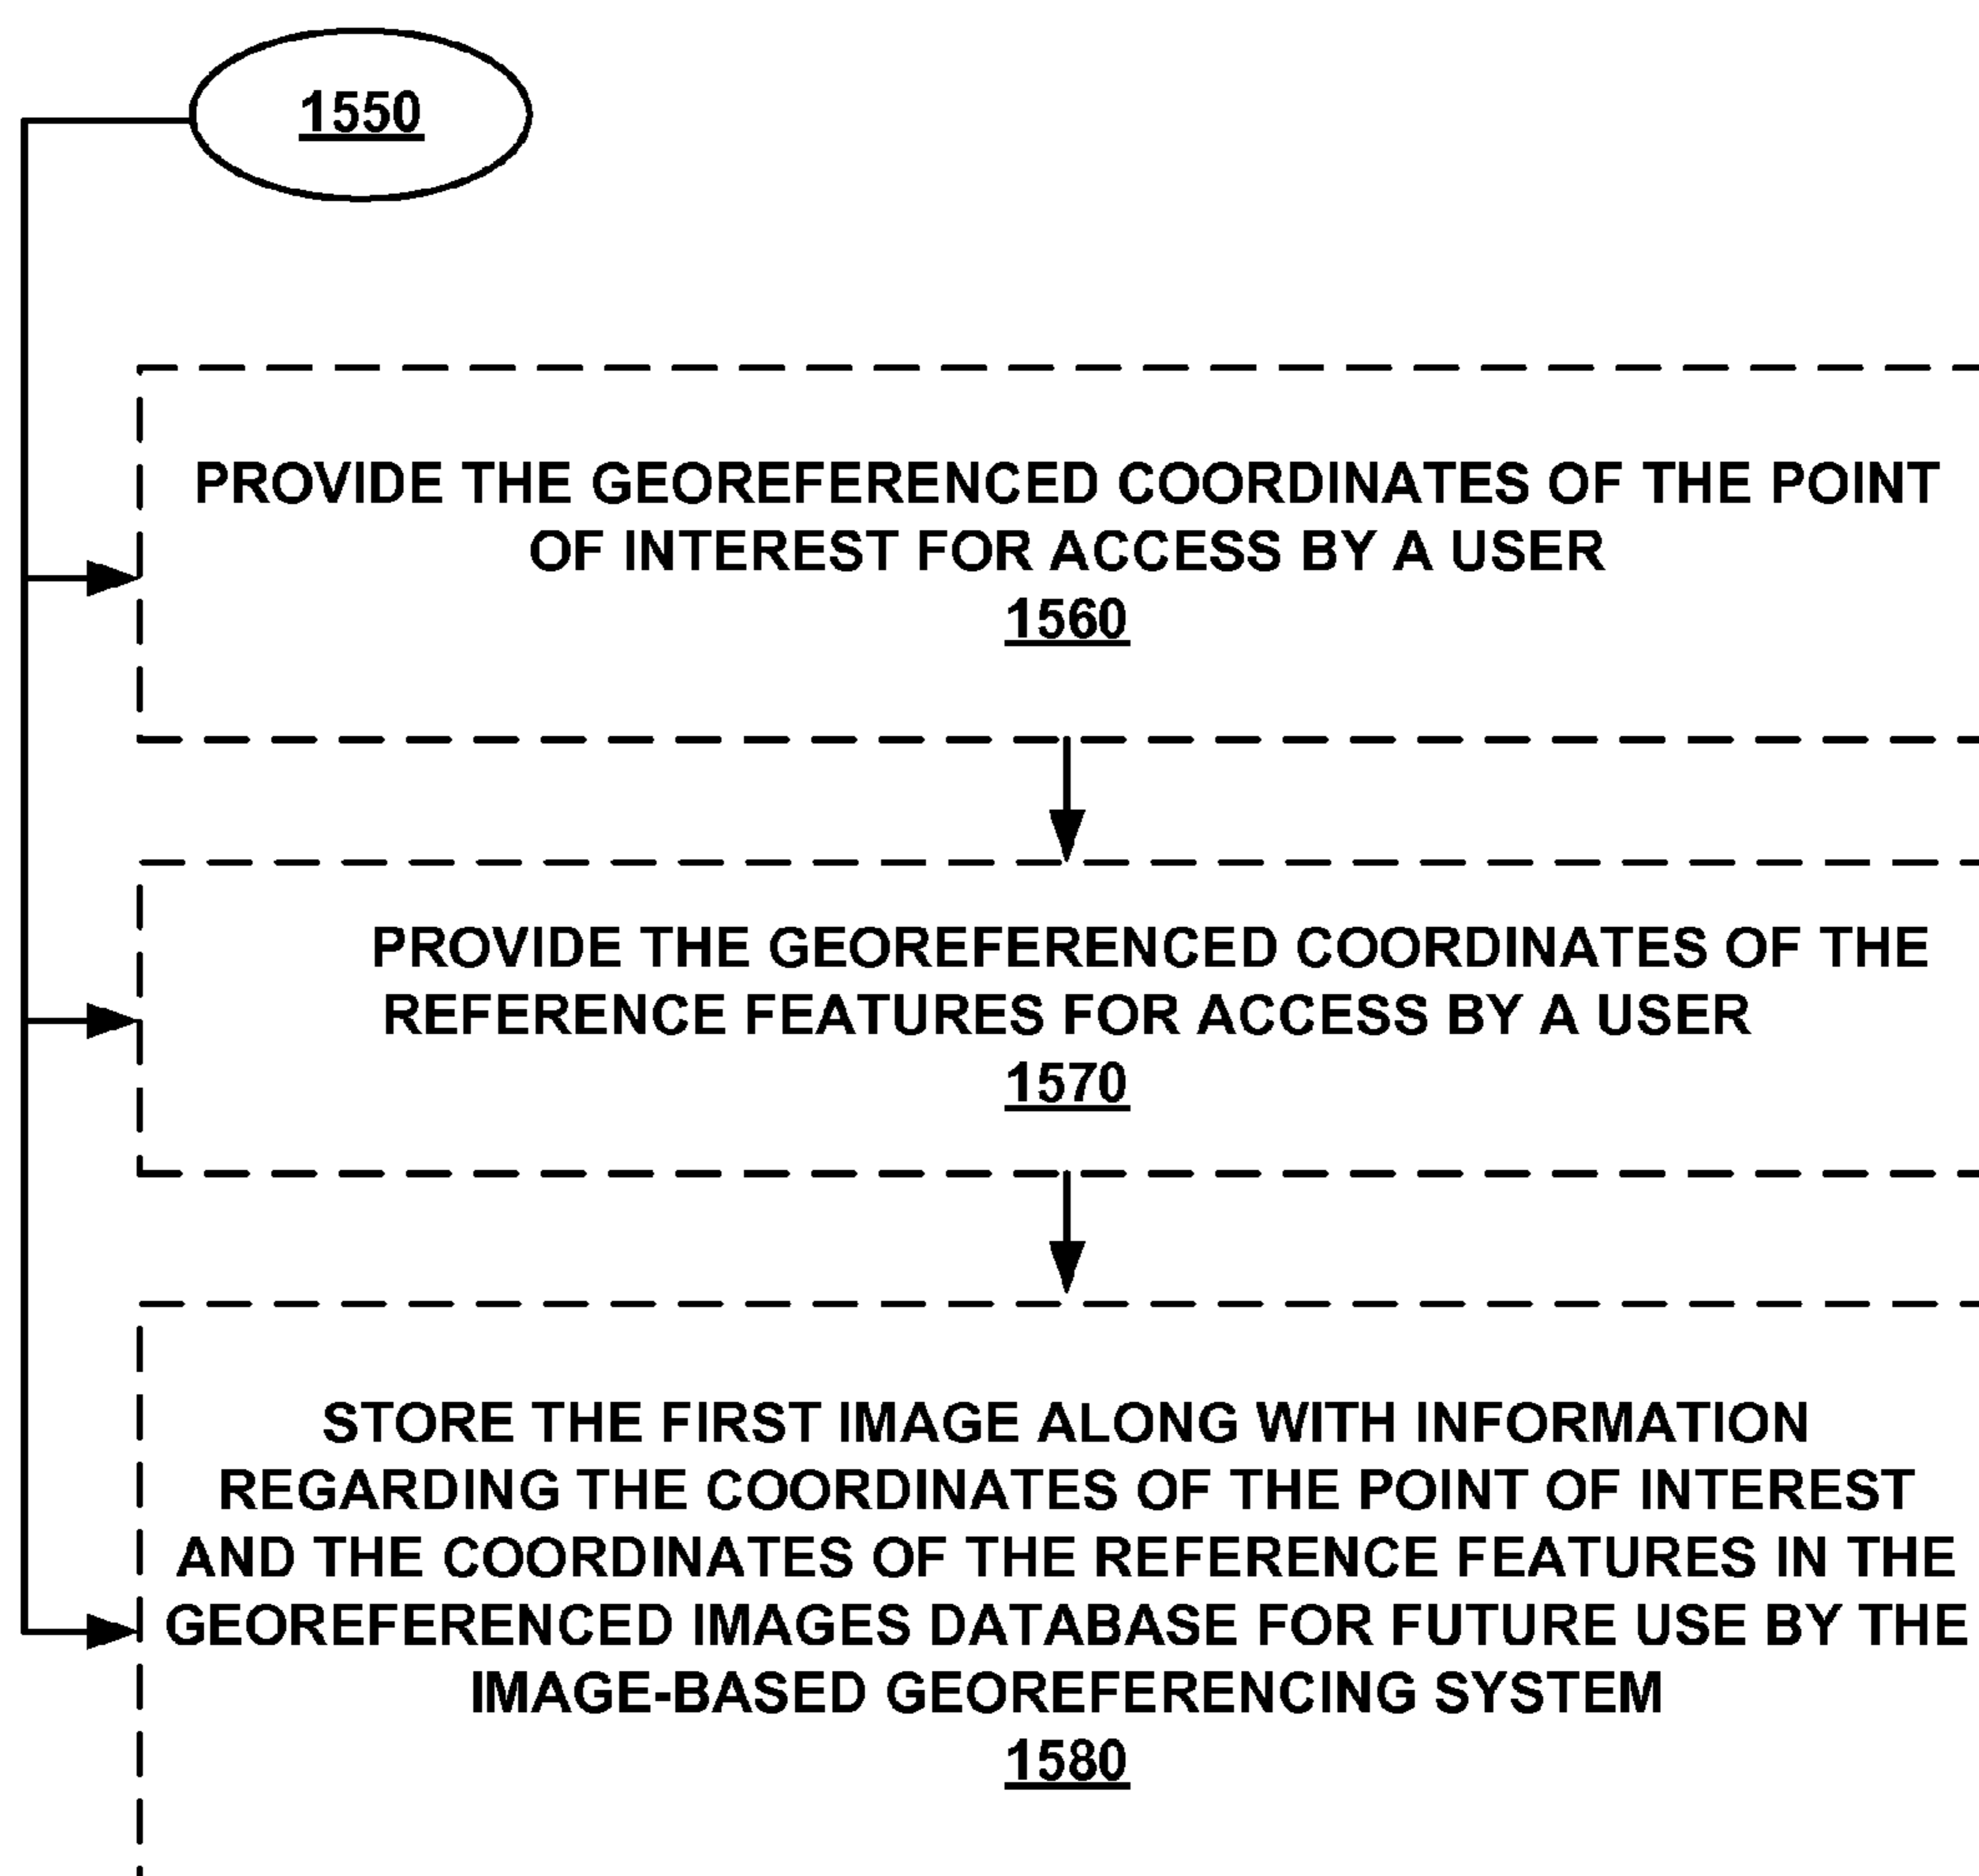 1550
PROVIDE THE GEOREFERENCED COORDINATES OF THE POINT
OF INTEREST FOR ACCESS BY A USER
1560
PROVIDE THE GEOREFERENCED COORDINATES OF THE
REFERENCE FEATURES FOR ACCESS BY A USER
1570
STORE THE FIRST IMAGE ALONG WITH INFORMATION
REGARDING THE COORDINATES OF THE POINT OF INTEREST
AND THE COORDINATES OF THE REFERENCE FEATURES IN THE
GEOREFERENCED IMAGES DATABASE FOR FUTURE USE BY THE
IMAGE-BASED GEOREFERENCING SYSTEM
1580